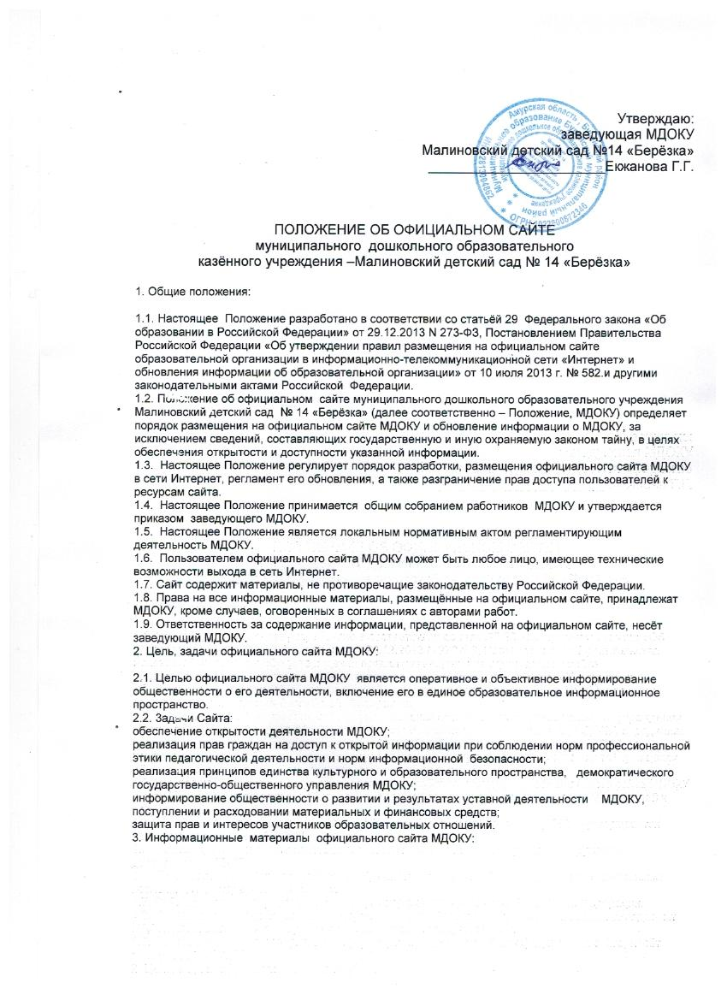 Утверждаю:
заведующая МДОКУ
Малиновский детский сад №14 «Берёзка»
Екжанова Г.Г.
Амурская область
ПОЛОЖЕНИЕ ОБ ОФИЦИАЛЬНОМ САЙТЕ
муниципального дошкольного образовательного
казённого учреждения –Малиновский детский сад № 14 «Берёзка»
1. Общие положения:
1.1. Настоящее Положение разработано в соответствии со статьёй 29 Федерального закона «Об
образовании в Российской Федерации» от 29.12.2013 N 273-ФЗ, Постановлением Правительства
Российской Федерации «Об утверждении правил размещения на официальном сайте
образовательной организации в информационно-телекоммуникационной сети «Интернет» и
обновления информации об образовательной организации» от 10 июля 2013 г. № 582.и другими
законодательными актами Российской Федерации.
1.2. Положение об официальном сайте муниципального дошкольного образовательного учреждения
Малиновский детский сад № 14 «Берёзка» (далее соответственно – Положение, МДОКУ) определяет
порядок размещения на официальном сайте МДОКУ и обновление информации о МДОКУ, за
исключением сведений, составляющих государственную и иную охраняемую законом тайну, в целях
обеспечения открытости и доступности указанной информации.
1.3. Настоящее Положение регулирует порядок разработки, размещения официального сайта МДОКУ
в сети Интернет, регламент его обновления, а также разграничение прав доступа пользователей к
ресурсам сайта.
1.4. Настоящее Положение принимается общим собранием работников МДОКУ и утверждается
приказом заведующего МДОКУ.
1.5. Настоящее Положение является локальным нормативным актом регламентирующим
деятельность МДОКУ.
1.6. Пользователем официального сайта МДОКУ может быть любое лицо, имеющее технические
возможности выхода в сеть Интернет.
1.7. Сайт содержит материалы, не противоречащие законодательству Российской Федерации.
1.8. Права на все информационные материалы, размещённые на официальном сайте, принадлежат
МДОКУ, кроме случаев, оговоренных в соглашениях с авторами работ.
1.9. Ответственность за содержание информации, представленной на официальном сайте, несёт
заведующий МДОКУ.
2. Цель, задачи официального сайта МДОКУ:
2.1. Целью официального сайта МДОКУ является оперативное и объективное информирование
общественности о его деятельности, включение его в единое образовательное информационное
пространство.
2.2. Задачи Сайта:
обеспечение открытости деятельности МДОКУ;
реализация прав граждан на доступ к открытой информации при соблюдении норм профессиональной
этики педагогической деятельности и норм информационной безопасности;
реализация принципов единства культурного и образовательного пространства, демократического
государственно-общественного управления МДОКУ;
информирование общественности о развитии и результатах уставной деятельности МДОКУ,
поступлении и расходовании материальных и финансовых средств;
защита прав и интересов участников образовательных отношений.
3. Информационные материалы официального сайта МДОКУ: